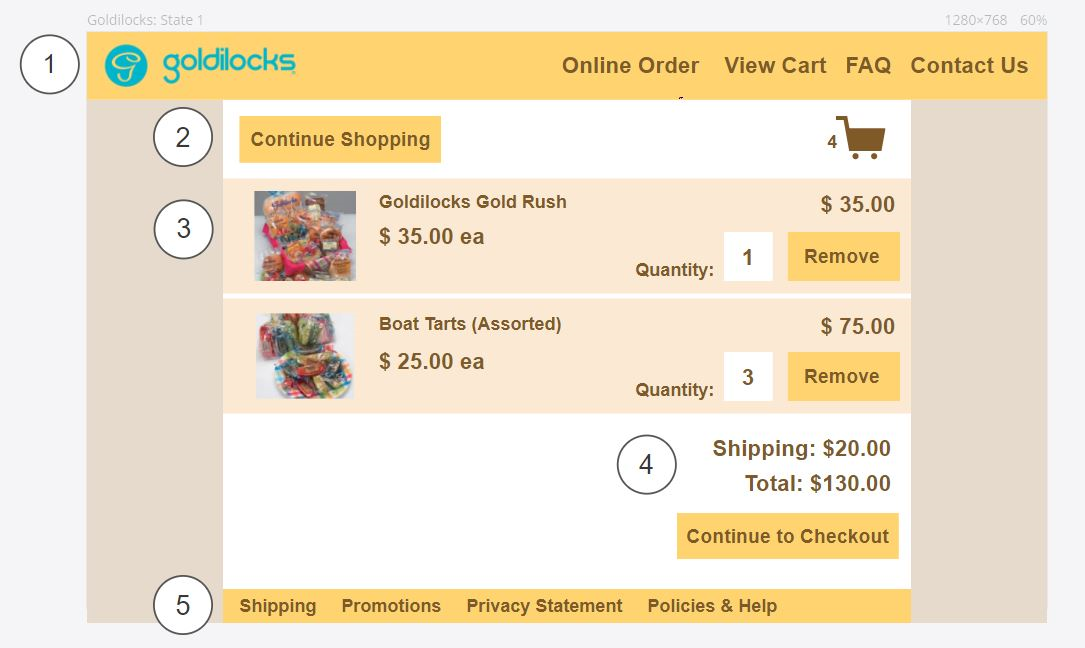 Goldilocks: State 1 1280×768 60%
1
goldilocks Online Order View Cart FAQ Contact Us
2
Continue Shopping 4
3
Goldilocks Gold Rush $ 35.00
$ 35.00 ea
Quantity: 1 Remove
Boat Tarts (Assorted) $ 75.00
$ 25.00 ea
Quantity: 3 Remove
4
Shipping: $20.00
Total: $130.00
Continue to Checkout
5
Shipping Promotions Privacy Statement Policies & Help